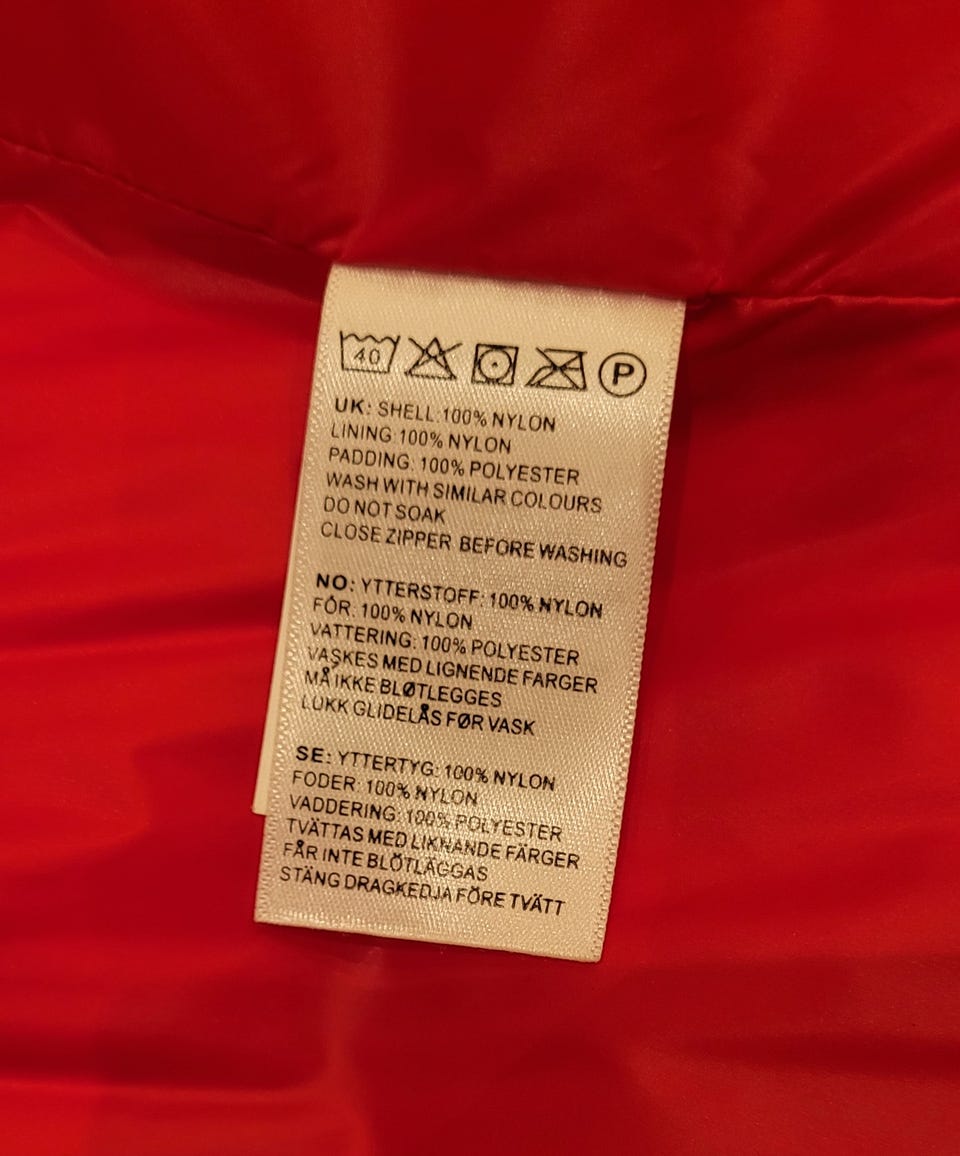 40 P
UK: SHELL:100% NYLON
LINING:100% NYLON
PADDING: 100% POLYESTER
WASH WITH SIMILAR COLOURS
DO NOT SOAK
CLOSE ZIPPER BEFORE WASHING
NO: YTTERSTOFF: 100% NYLON
FÔR: 100% NYLON
VATTERING: 100% POLYESTER
VASKES MED LIGNENDE FARGER
MÅ IKKE BLØTLEGGES
LUKK GLIDELÅS FØR VASK
SE: YTTERTYG: 100% NYLON
FODER: 100% NYLON
VADDERING: 100% POLYESTER
TVÄTTAS MED LIKNANDE FÄRGER
FÅR INTE BLÖTLÄGGAS
STÄNG DRAGKEDJA FÖRE TVÄTT